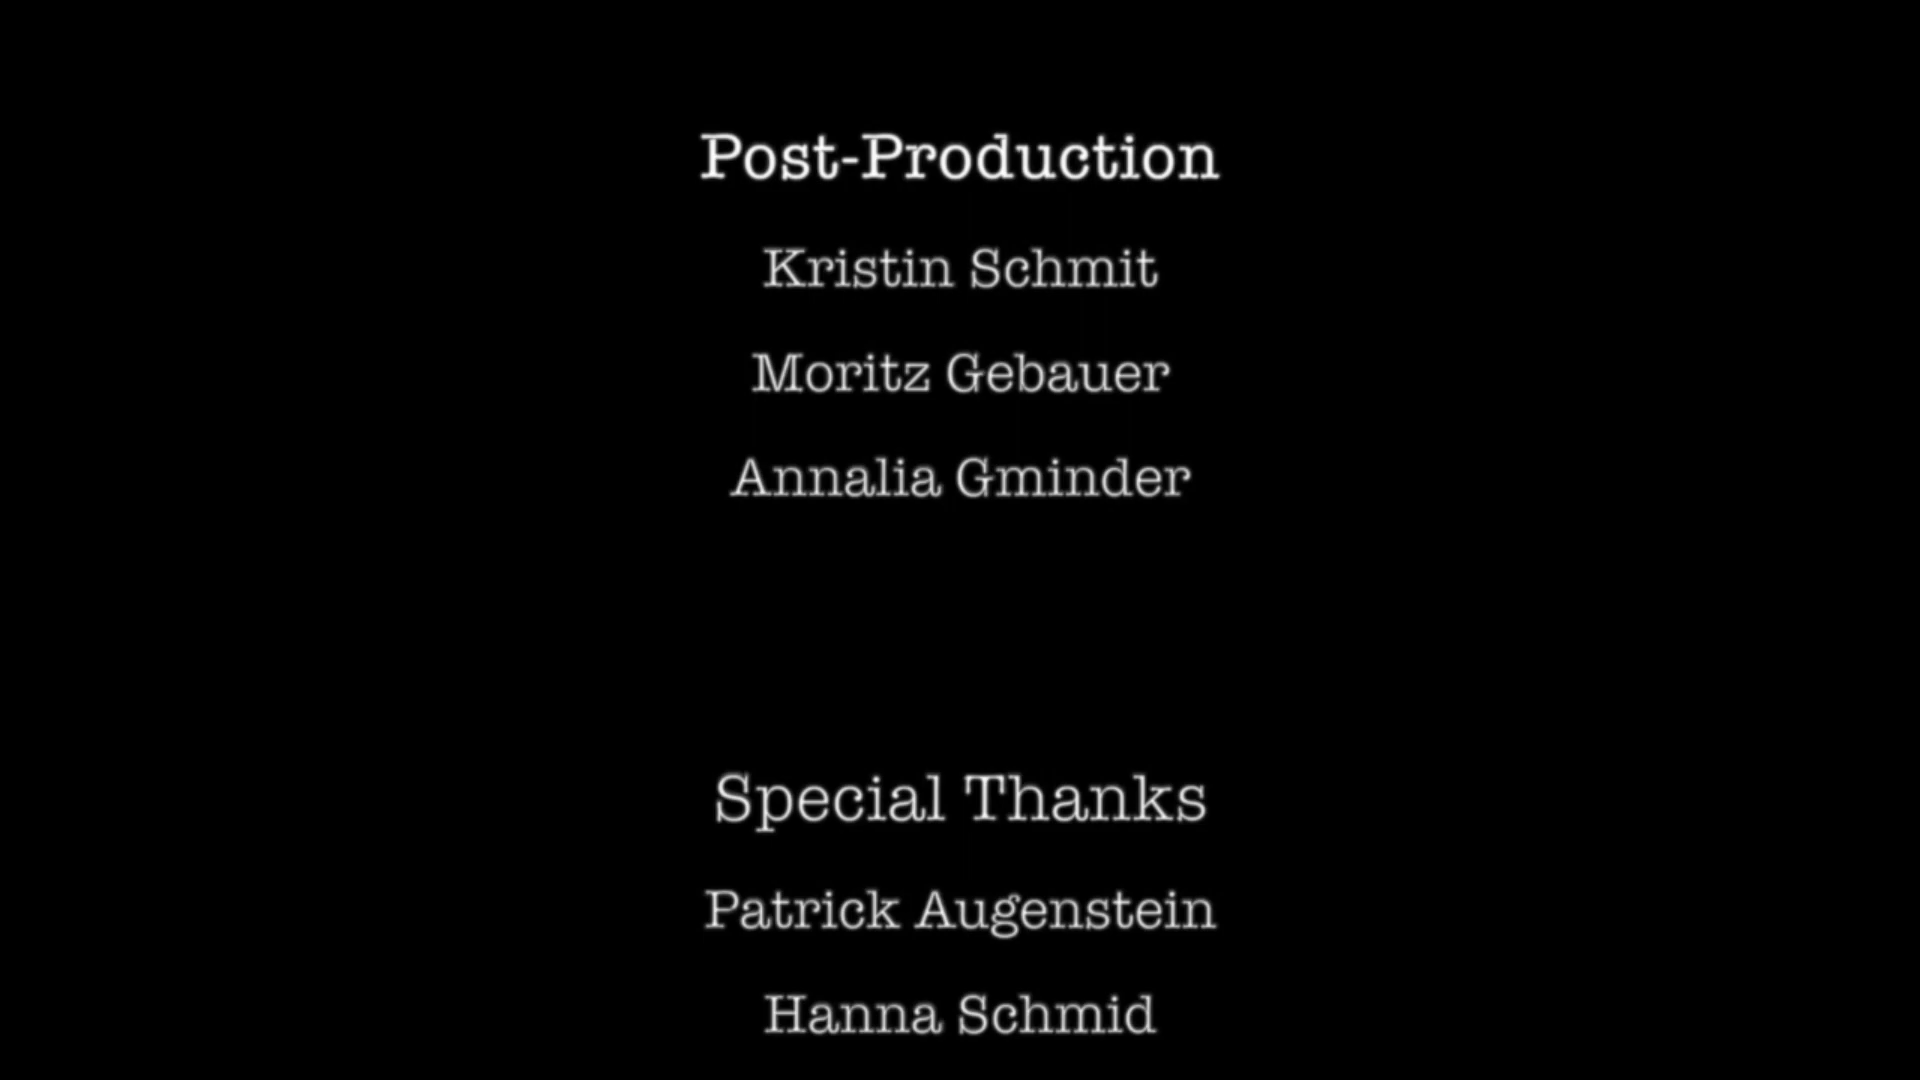 Post-Production
Kristin Schmit
Moritz Gebauer
Annalia Gminder
Special Thanks
Patrick Augenstein
Hanna Schmid